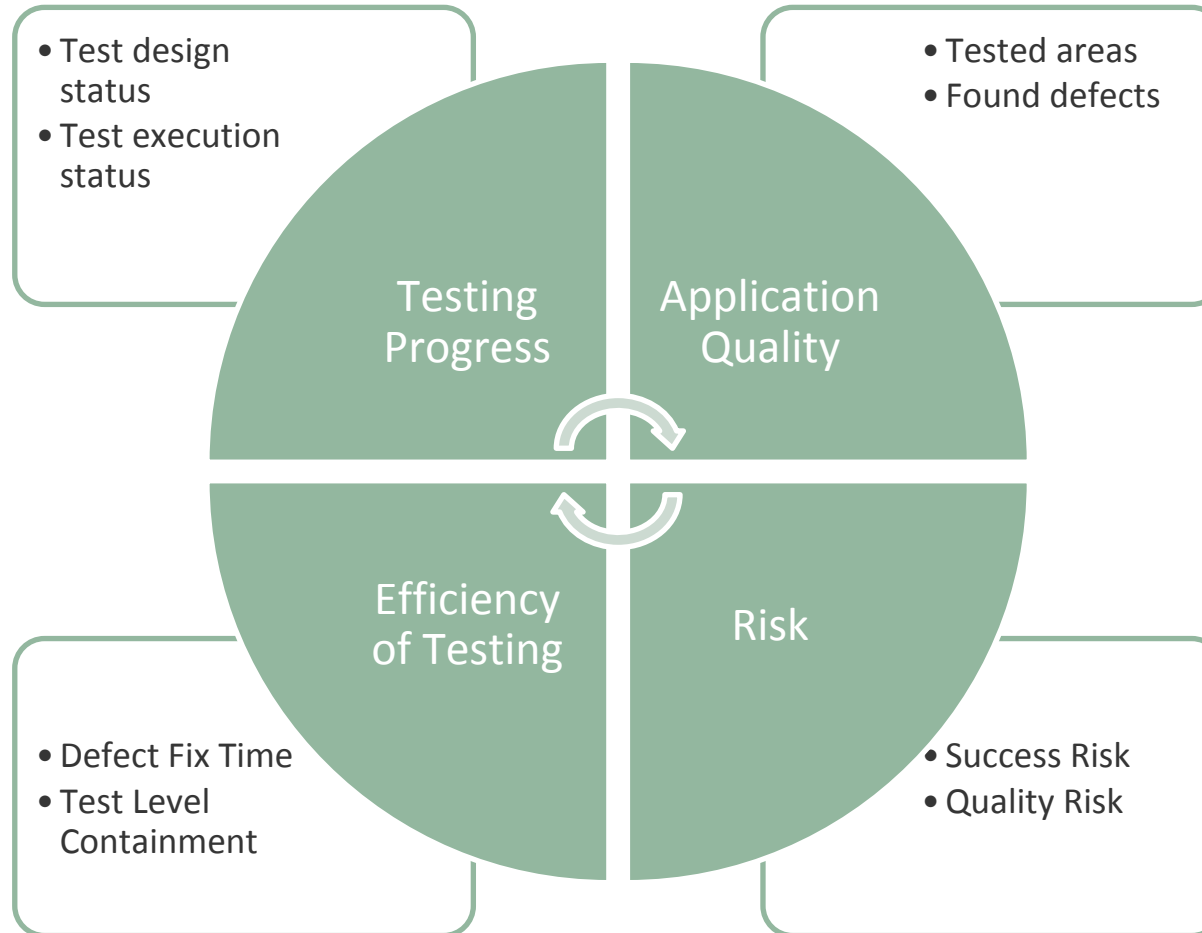 • Test design
status
• Test execution
status
• Tested areas
• Found defects
Testing
Progress
Application
Quality
Efficiency
of Testing
Risk
• Defect Fix Time
• Test Level
Containment
• Success Risk
• Quality Risk